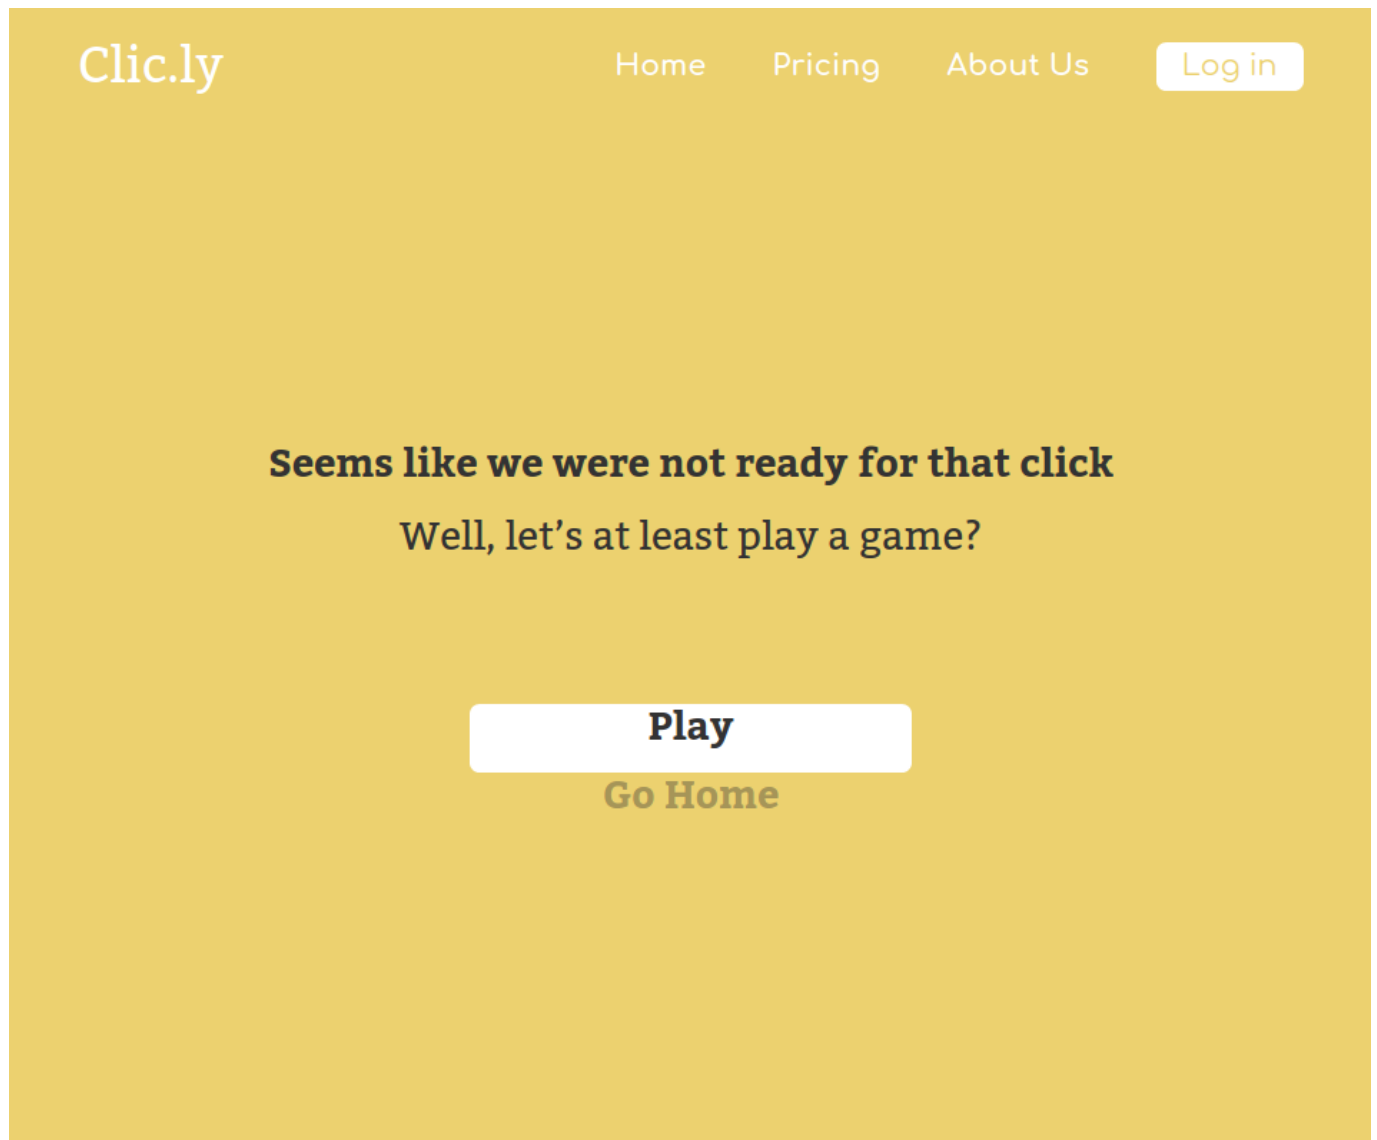 Clic.ly Home Pricing About Us Log in
Seems like we were not ready for that click
Well, let’s at least play a game?
Play
Go Home